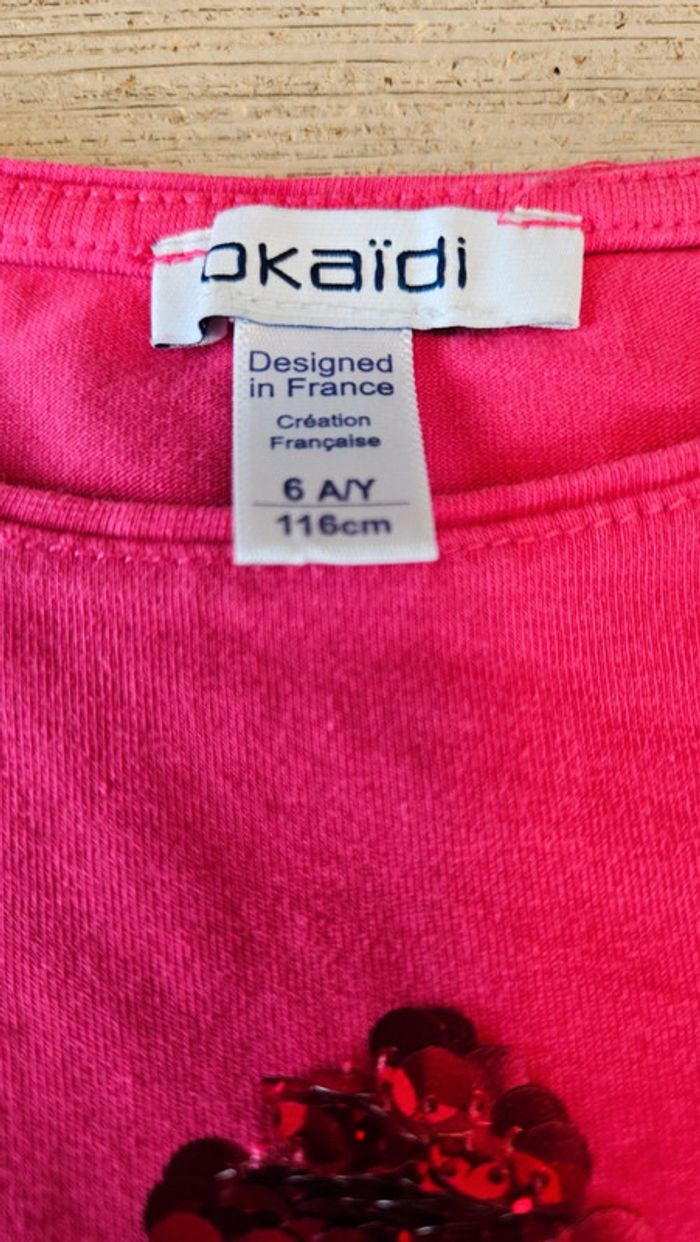 okaïdi
Designed
in France
Création
Française
6 A/Y
116cm